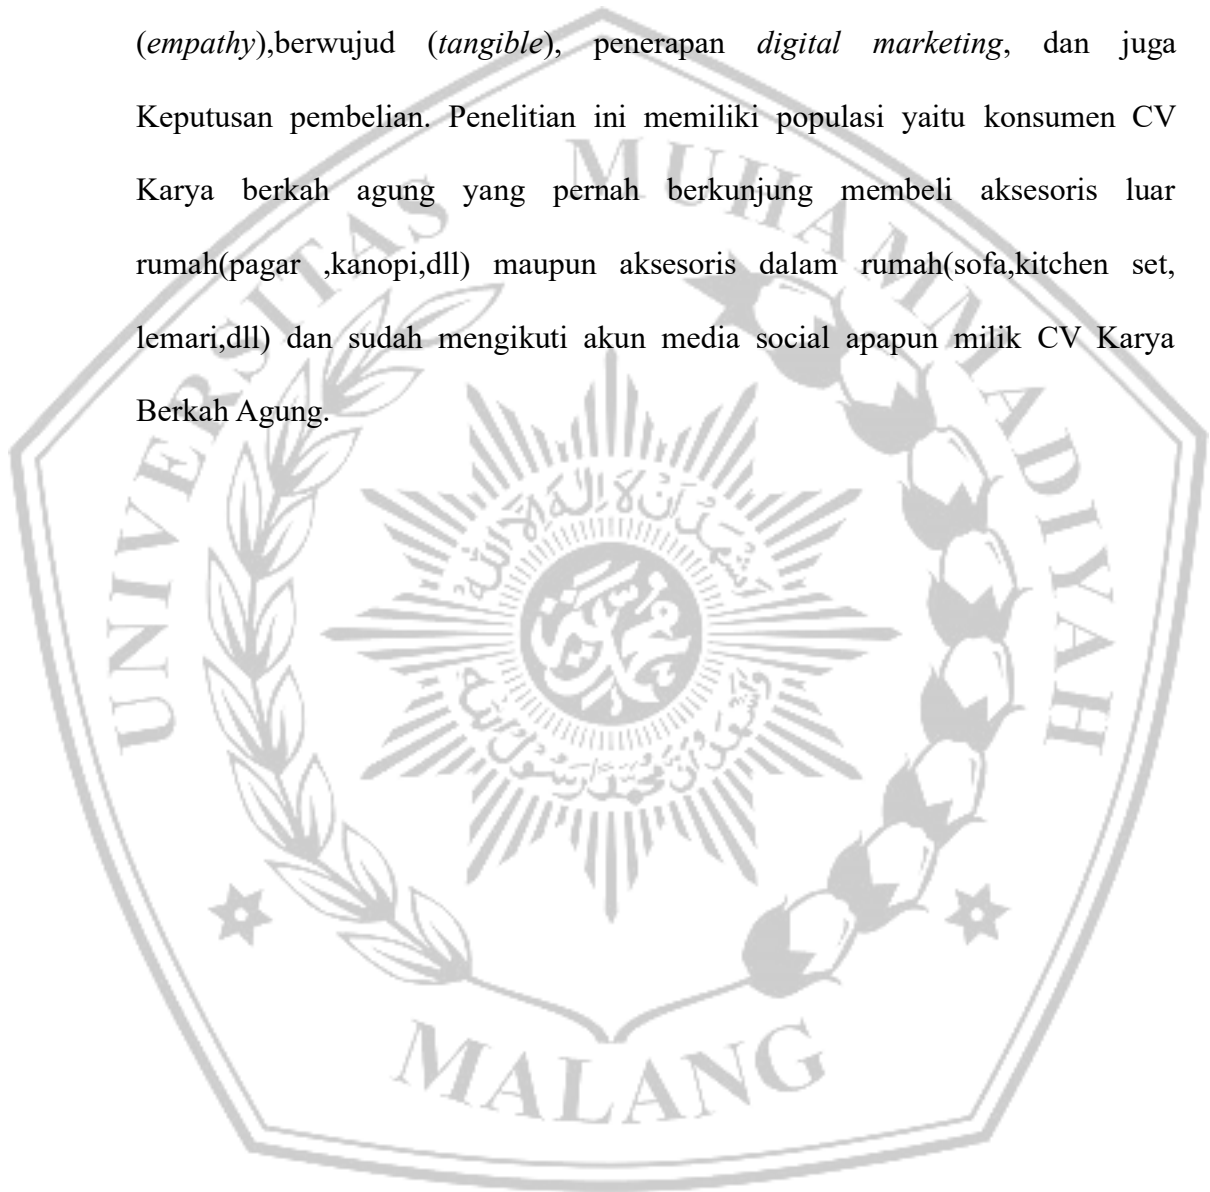 (empathy),berwujud (tangible), penerapan digital marketing, dan juga
Keputusan pembelian. Penelitian ini memiliki populasi yaitu konsumen CV
Karya berkah agung yang pernah berkunjung membeli aksesoris luar
rumah(pagar ,kanopi,dll) maupun aksesoris dalam rumah(sofa,kitchen set,
lemari,dll) dan sudah mengikuti akun media social apapun milik CV Karya
Berkah Agung.
UNIVERSITAS MUHAMMADIYAH
MALANG